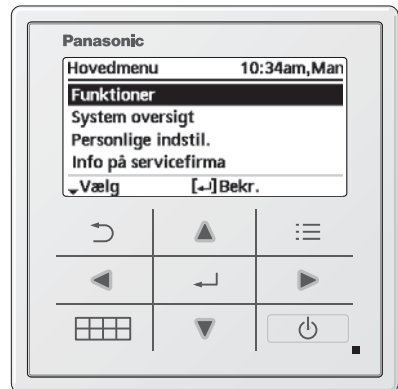 Panasonic
Hovedmenu 10:34am,Man
Funktioner
System oversigt
Personlige indstil.
Info på servicefirma
Vælg [↵]Bekr.